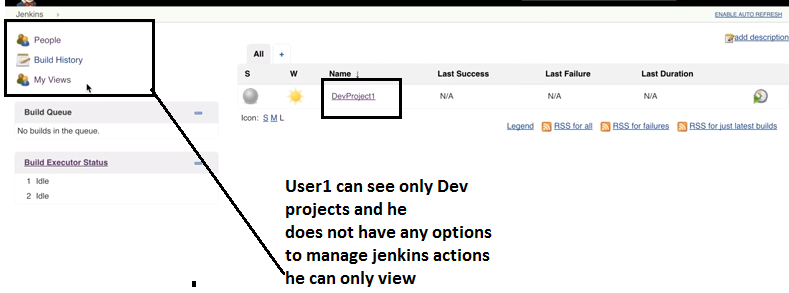 Jenkins ›
ENABLE AUTO REFRESH
People
Build History
My Views
add description
All +
S W Name ↓ Last Success Last Failure Last Duration
DevProject1 N/A N/A N/A
Icon: S M L
Legend RSS for all RSS for failures RSS for just latest builds
Build Queue
No builds in the queue.
Build Executor Status
1 Idle
2 Idle
User1 can see only Dev
projects and he
does not have any options
to manage jenkins actions
he can only view